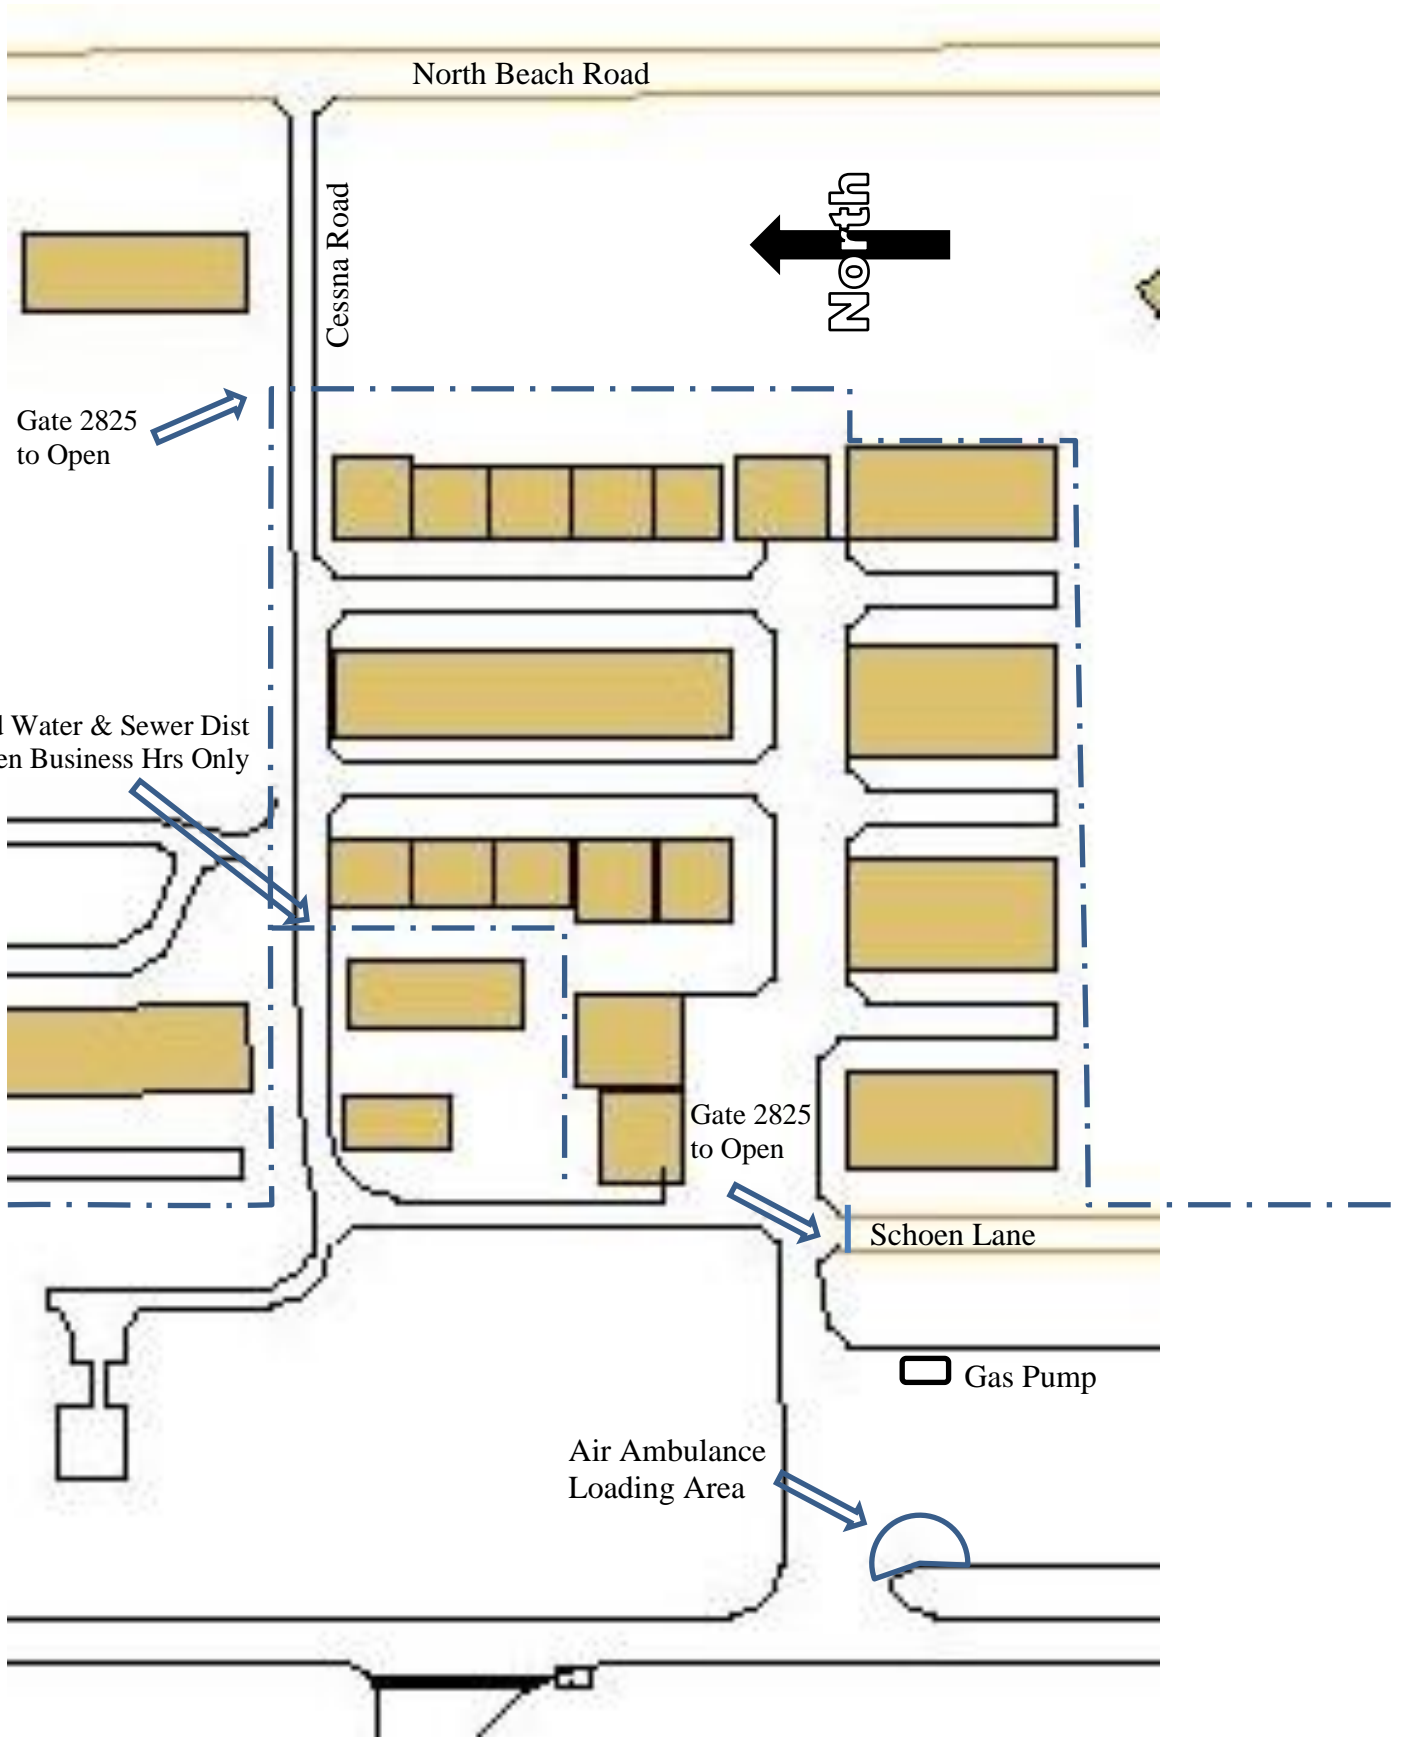 North Beach Road
Cessna Road
North
Gate 2825
to Open
Water & Sewer Dist
Business Hrs Only
Gate 2825
to Open
Schoen Lane
Gas Pump
Air Ambulance
Loading Area